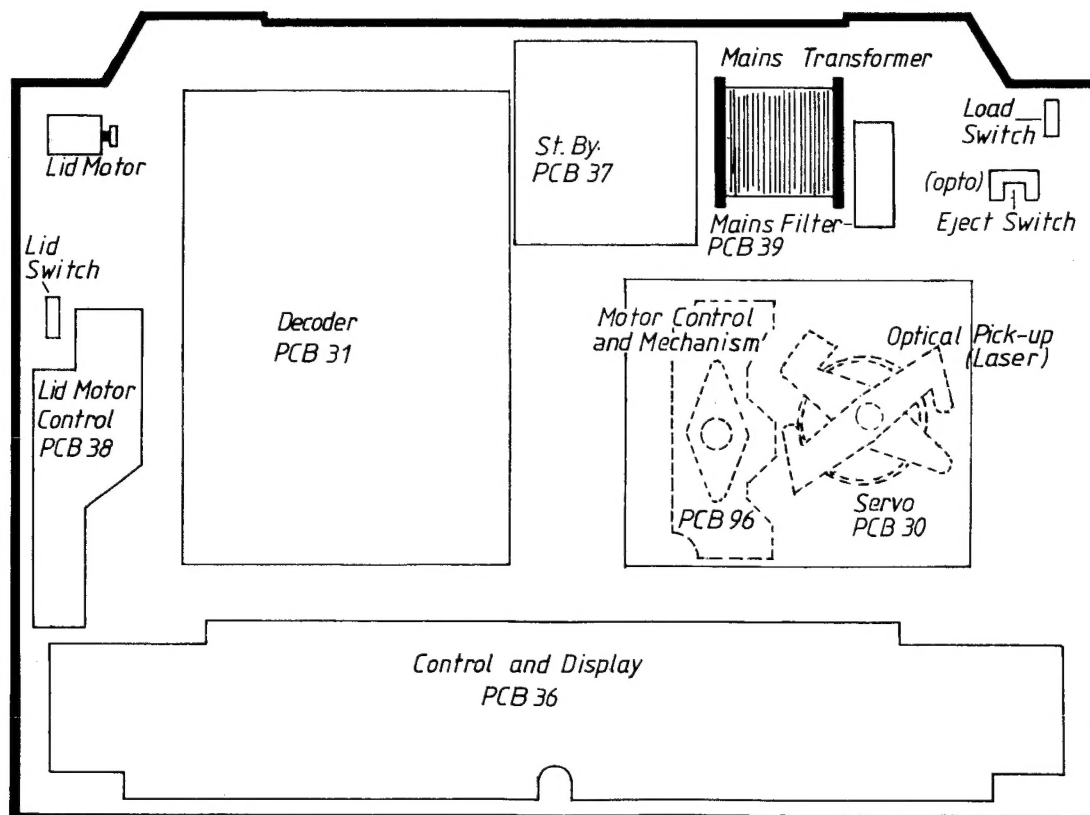 Mains Transformer
Load
Switch
Lid Motor
St. By.
PCB 37
(opto)
Eject Switch
Mains Filter-
PCB 39
Lid
Switch
Decoder
PCB 31
Motor Control
and Mechanism
Optical Pick-up
(Laser)
Lid Motor
Control
PCB 38
PCB 96
Servo
PCB 30
Control and Display
PCB 36